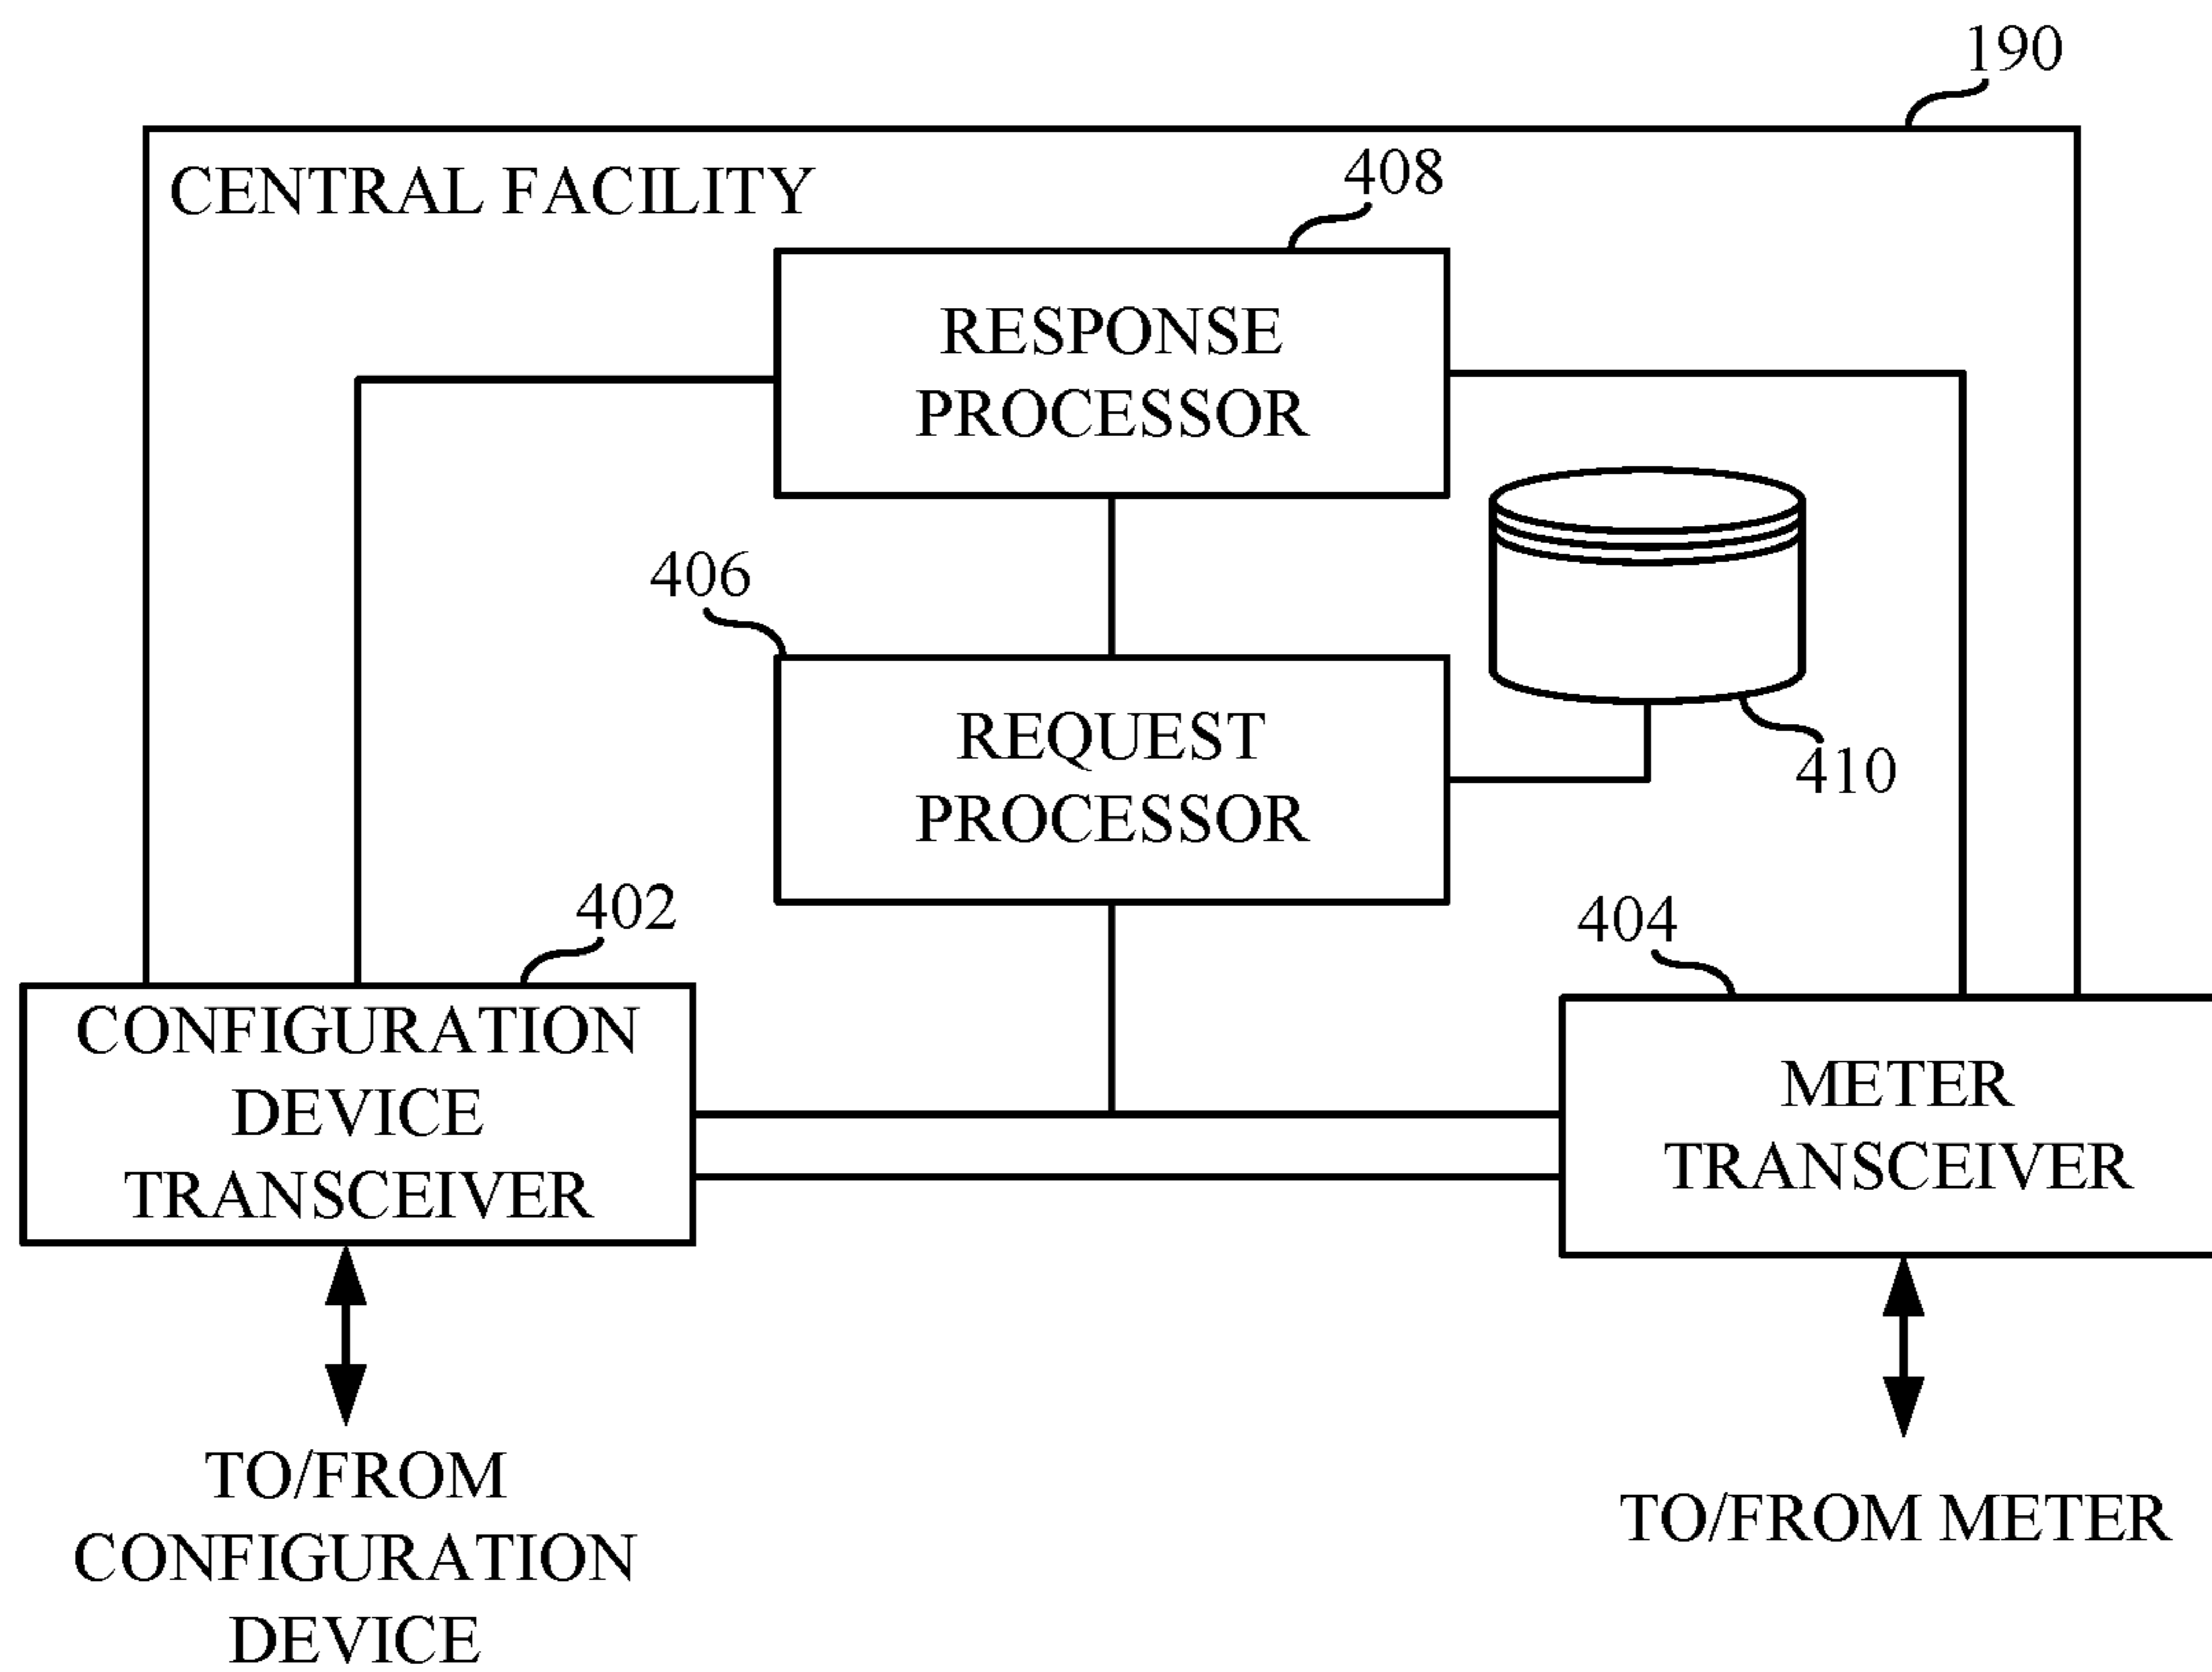 190
CENTRAL FACILITY
408
RESPONSE
PROCESSOR
406
REQUEST
PROCESSOR
410
402
404
CONFIGURATION
DEVICE
TRANSCEIVER
METER
TRANSCEIVER
TO/FROM
CONFIGURATION
DEVICE
TO/FROM METER